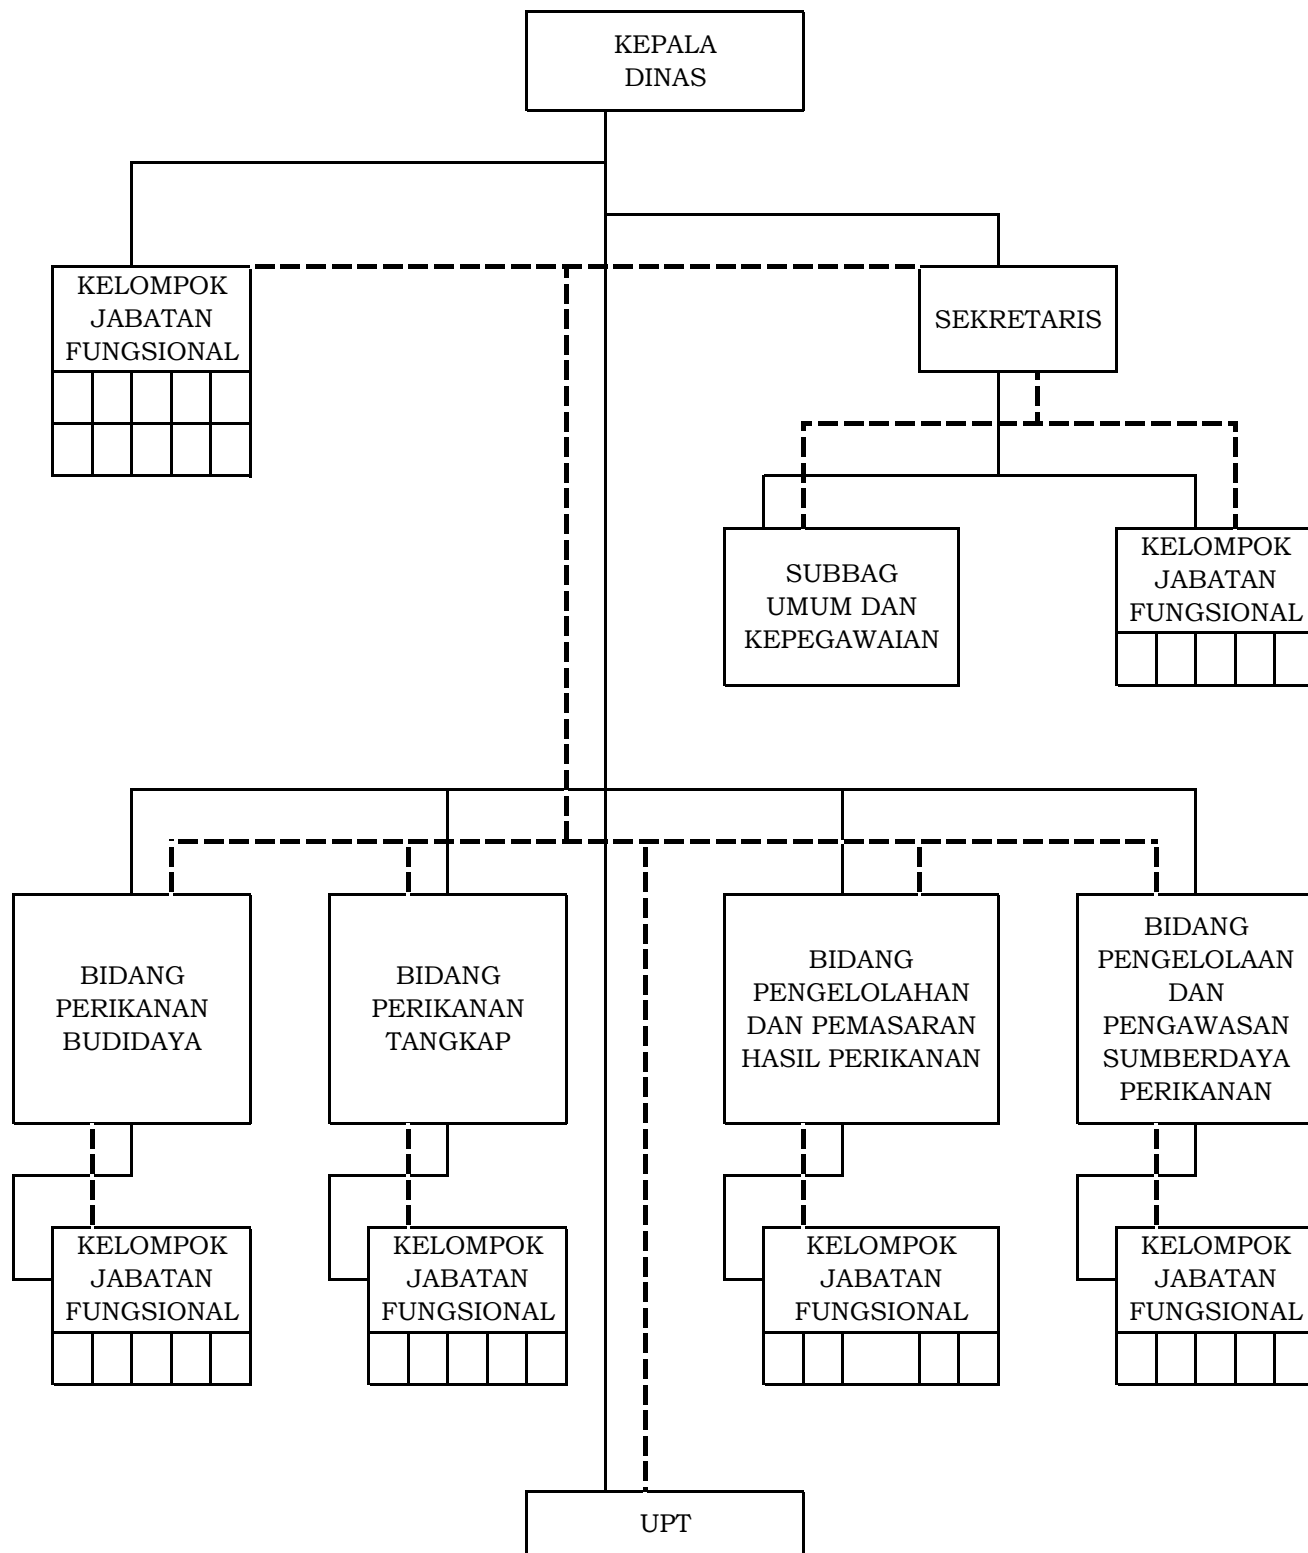 KEPALA
DINAS
KELOMPOK
JABATAN
FUNGSIONAL
SEKRETARIS
SUBBAG
UMUM DAN
KEPEGAWAIAN
KELOMPOK
JABATAN
FUNGSIONAL
BIDANG
PERIKANAN
BUDIDAYA
BIDANG
PERIKANAN
TANGKAP
BIDANG
PENGELOLAHAN
DAN PEMASARAN
HASIL PERIKANAN
BIDANG
PENGELOLAAN
DAN
PENGAWASAN
SUMBERDAYA
PERIKANAN
KELOMPOK
JABATAN
FUNGSIONAL
KELOMPOK
JABATAN
FUNGSIONAL
KELOMPOK
JABATAN
FUNGSIONAL
KELOMPOK
JABATAN
FUNGSIONAL
UPT